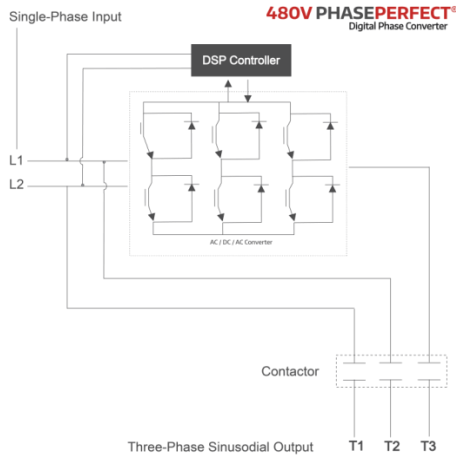 480V PHASEPERFECT®
Digital Phase Converter
Single-Phase Input
DSP Controller
L1
L2
AC / DC / AC Converter
Contactor
Three-Phase Sinusodial Output
T1 T2 T3